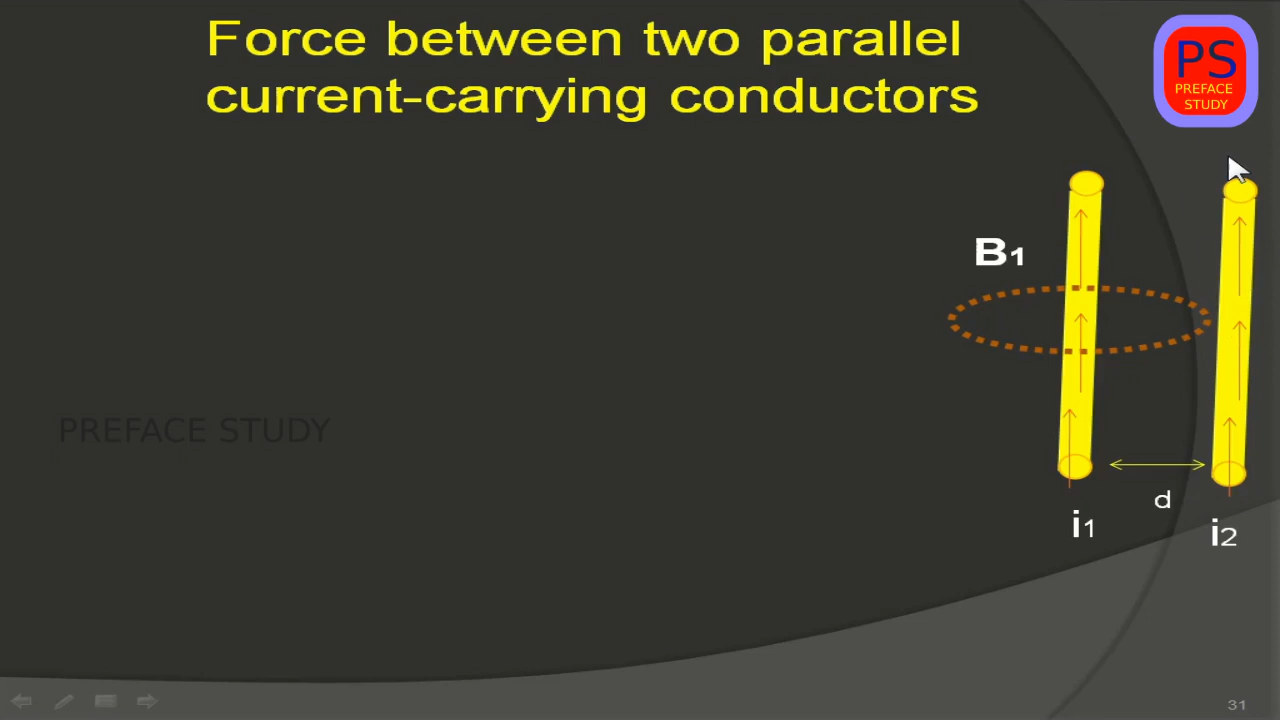 Force between two parallel
current-carrying conductors
PS
PREFACE
STUDY
B1
PREFACE STUDY
d
i1
i2
31